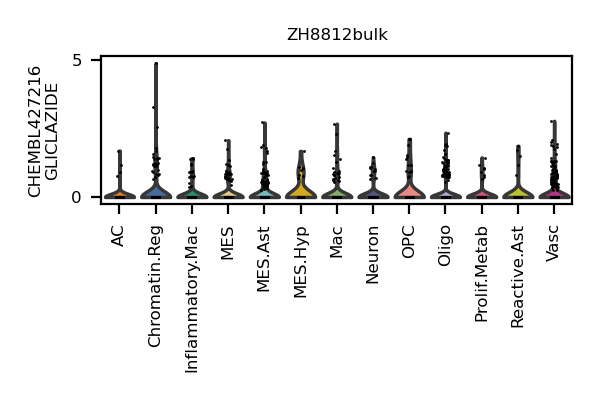 ZH8812bulk
CHEMBL427216
GLICLAZIDE
5
0
AC
Chromatin.Reg
Inflammatory.Mac
MES
MES.Ast
MES.Hyp
Mac
Neuron
OPC
Oligo
Prolif.Metab
Reactive.Ast
Vasc